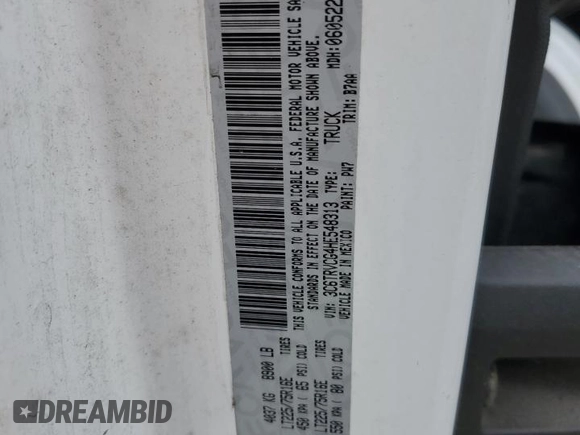 4037 KG 8900 LB
LT225/75R16E TIRES
450 KPA ( 65 PSI) COLD
LT225/75R16E TIRES
550 KPA ( 80 PSI) COLD
THIS VEHICLE CONFORMS TO ALL APPLICABLE U.S.A. FEDERAL MOTOR VEHICLE SA
STANDARDS IN EFFECT ON THE DATE OF MANUFACTURE SHOWN ABOVE.
VIN: 3C6TRVCG4HE548313 TYPE: TRUCK MDH: 060522
VEHICLE MADE IN MEXICO PAINT: PW7 TRIM: B7AA
DREAMBID